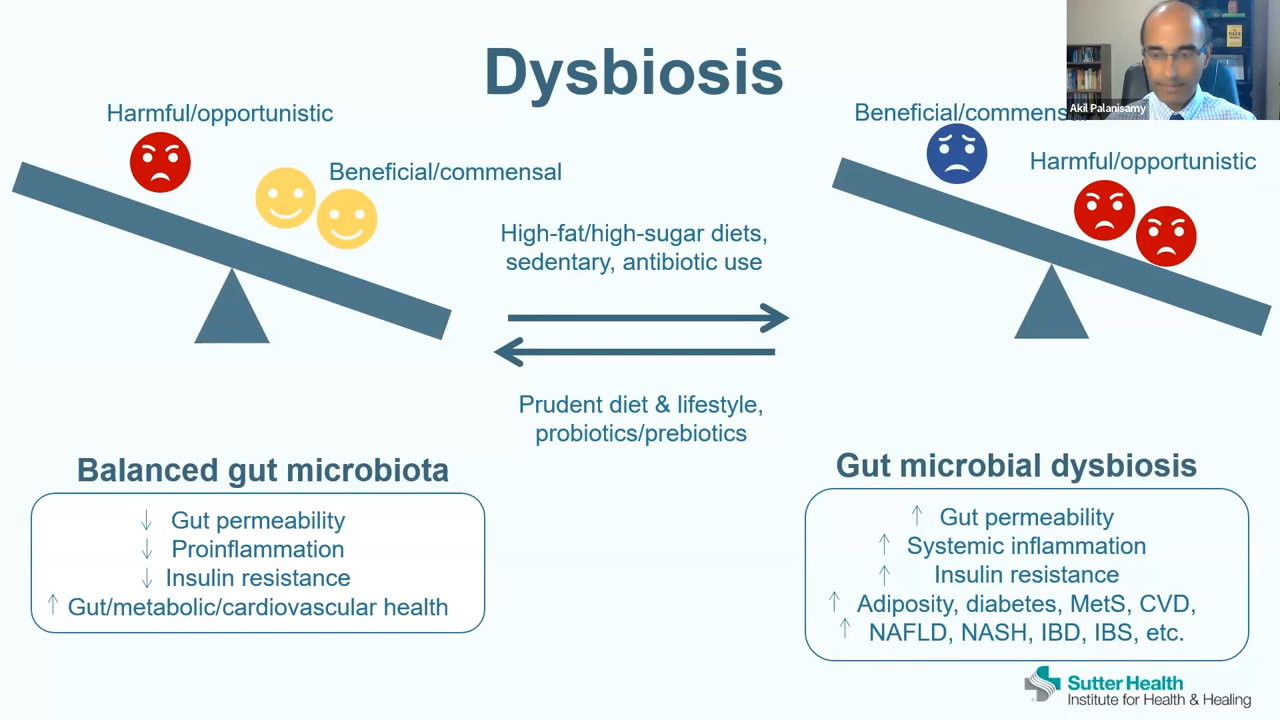 Dysbiosis
Harmful/opportunistic
Beneficial/commensal
High-fat/high-sugar diets,
sedentary, antibiotic use
Prudent diet & lifestyle,
probiotics/prebiotics
Beneficial/commens
Akil Palanisamy
Harmful/opportunistic
Balanced gut microbiota
↓ Gut permeability
↓ Proinflammation
↓ Insulin resistance
↑ Gut/metabolic/cardiovascular health
Gut microbial dysbiosis
↑ Gut permeability
↑ Systemic inflammation
↑ Insulin resistance
↑ Adiposity, diabetes, MetS, CVD,
↑ NAFLD, NASH, IBD, IBS, etc.
Sutter Health
Institute for Health & Healing